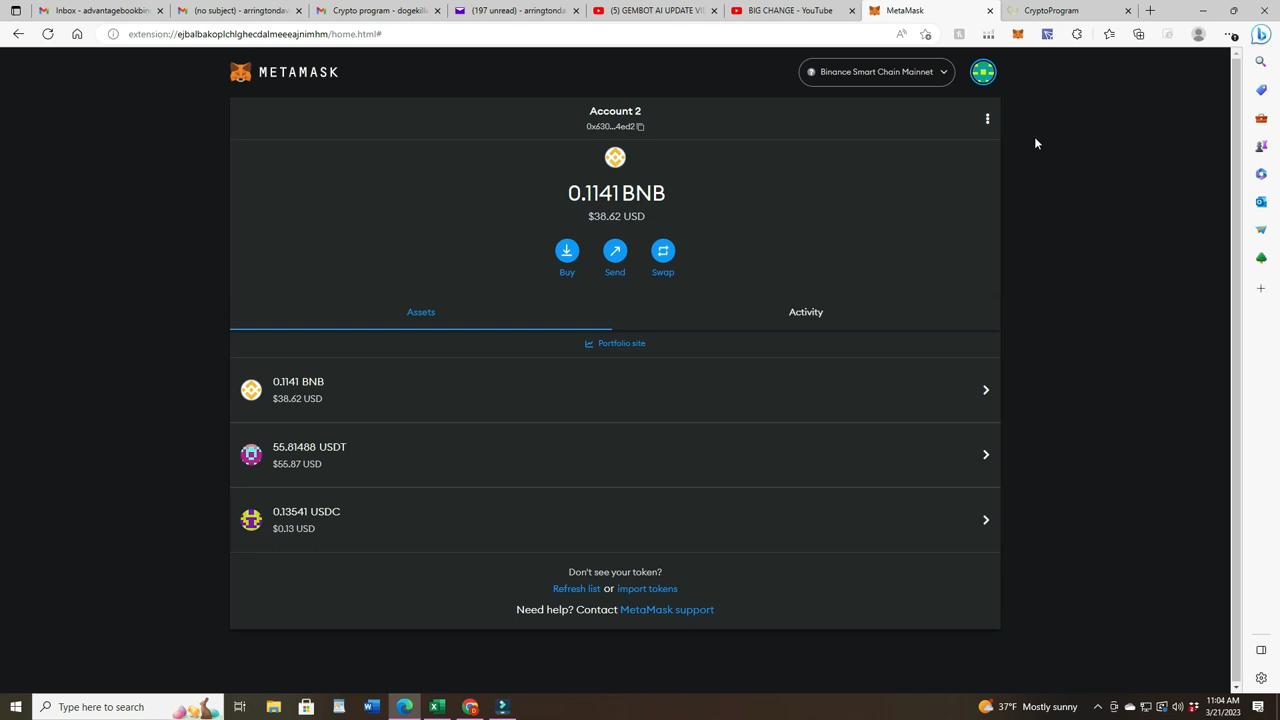 Inbox - advantagebookbin
(no subject) - arringtondav
Crypto program - dogekilla
(197 unread) - arringtonda
(5) GEMBOT AI UPDATE VI
BIG CHANGE - YouTube
MetaMask
CryptoProgram
extension://ejbalbakoplchlghecdalmeeeajnimhm/home.html#
METAMASK
Binance Smart Chain Mainnet
Account 2
0x630...4ed2
0.1141 BNB
$38.62 USD
Buy
Send
Swap
Assets
Activity
Portfolio site
0.1141 BNB
$38.62 USD
55.81488 USDT
$55.87 USD
0.13541 USDC
$0.13 USD
Don't see your token?
Refresh list or import tokens
Need help? Contact MetaMask support
Type here to search
37°F Mostly sunny
11:04 AM
3/21/2023